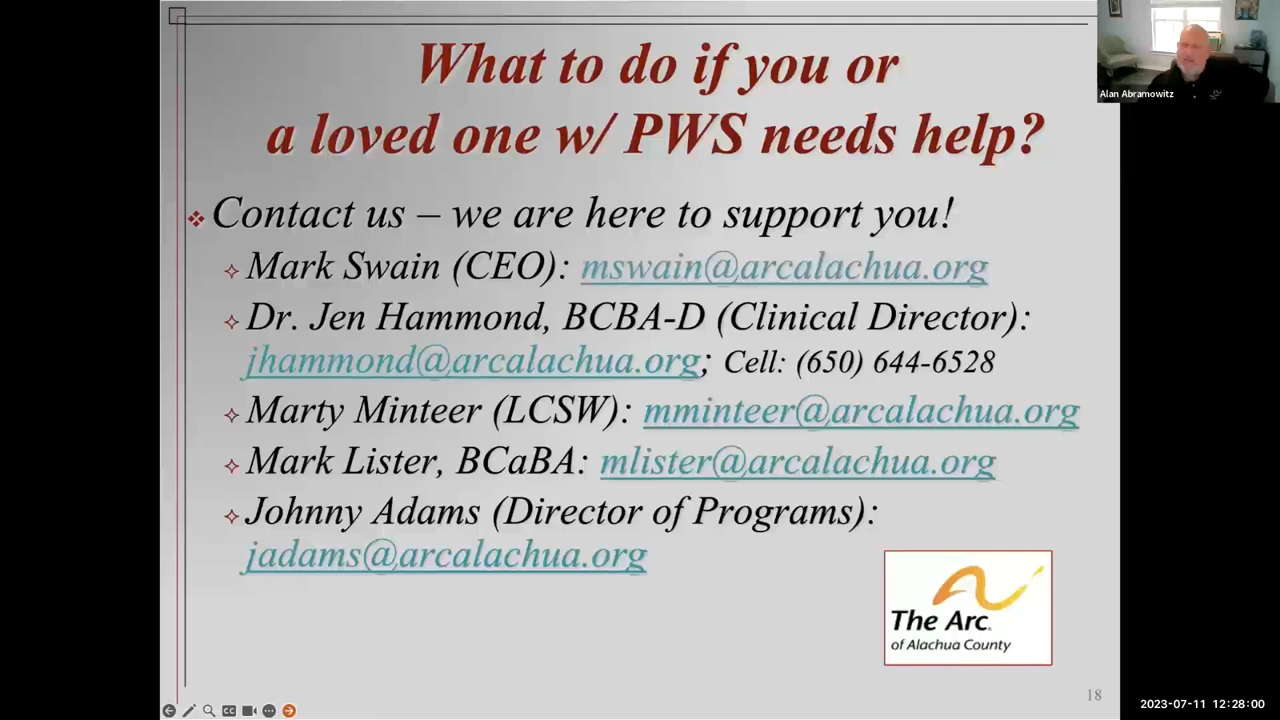 What to do if you or
a loved one w/ PWS needs help?
Contact us – we are here to support you!
Mark Swain (CEO): mswain@arcalachua.org
Dr. Jen Hammond, BCBA-D (Clinical Director):
jhammond@arcalachua.org; Cell: (650) 644-6528
Marty Minteer (LCSW): mminteer@arcalachua.org
Mark Lister, BCaBA: mlister@arcalachua.org
Johnny Adams (Director of Programs):
jadams@arcalachua.org
The Arc.
of Alachua County
18
Alan Abramowitz
CC
2023-07-11 12:28:00